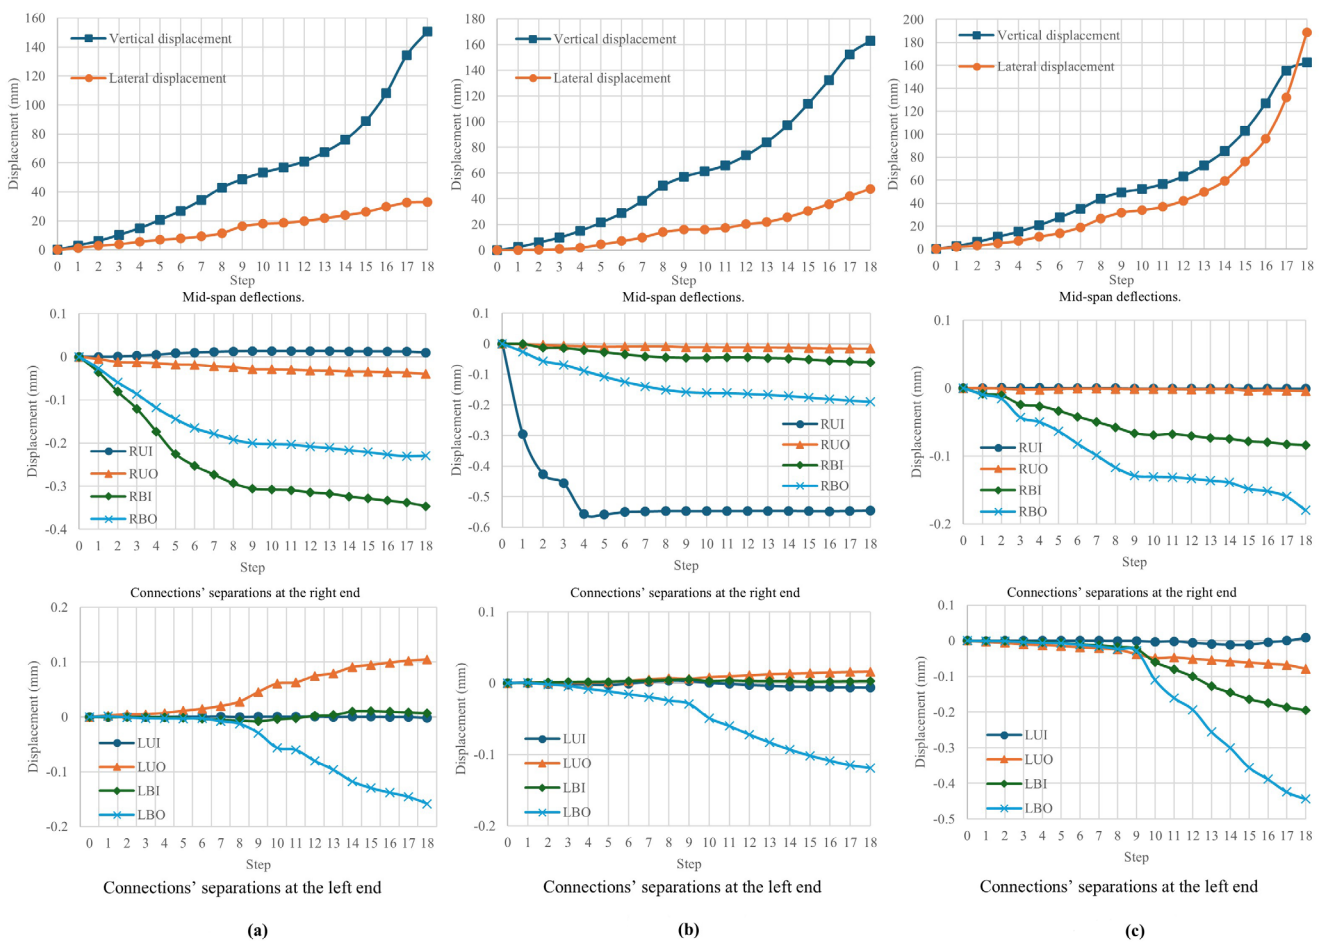 160
140
120
100
80
60
40
20
0
Displacement (mm)
Vertical displacement
Lateral displacement
0 1 2 3 4 5 6 7 8 9 10 11 12 13 14 15 16 17 18
Step
Mid-span deflections.
180
160
140
120
100
80
60
40
20
0
Displacement (mm)
Vertical displacement
Lateral displacement
0 1 2 3 4 5 6 7 8 9 10 11 12 13 14 15 16 17 18
Step
Mid-span deflections.
200
180
160
140
120
100
80
60
40
20
0
Displacement (mm)
Vertical displacement
Lateral displacement
0 1 2 3 4 5 6 7 8 9 10 11 12 13 14 15 16 17 18
Step
Mid-span deflections.
0.1
0
-0.1
-0.2
-0.3
-0.4
Displacement (mm)
RUI
RUO
RBI
RBO
0 1 2 3 4 5 6 7 8 9 10 11 12 13 14 15 16 17 18
Step
Connections’ separations at the right end
0.1
0
-0.1
-0.2
-0.3
-0.4
-0.5
-0.6
Displacement (mm)
RUI
RUO
RBI
RBO
0 1 2 3 4 5 6 7 8 9 10 11 12 13 14 15 16 17 18
Step
Connections’ separations at the right end
0.1
0
-0.1
-0.2
Displacement (mm)
RUI
RUO
RBI
RBO
0 1 2 3 4 5 6 7 8 9 10 11 12 13 14 15 16 17 18
Step
Connections’ separations at the right end
0.2
0.1
0
-0.1
-0.2
Displacement (mm)
LUI
LUO
LBI
LBO
0 1 2 3 4 5 6 7 8 9 10 11 12 13 14 15 16 17 18
Step
Connections’ separations at the left end
(a)
0.1
0
-0.1
-0.2
Displacement (mm)
LUI
LUO
LBI
LBO
0 1 2 3 4 5 6 7 8 9 10 11 12 13 14 15 16 17 18
Step
Connections’ separations at the left end
(b)
0.1
0
-0.1
-0.2
-0.3
-0.4
-0.5
Displacement (mm)
LUI
LUO
LBI
LBO
0 1 2 3 4 5 6 7 8 9 10 11 12 13 14 15 16 17 18
Step
Connections’ separations at the left end
(c)